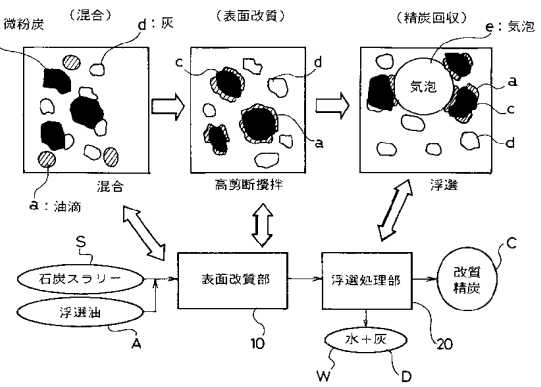 (混合)
(表面改質)
(精炭回収)
微粉炭
d:灰
e:気泡
c
d
気泡
a
c
a
d
混合
高剪断攪拌
浮選
a:油滴
S
C
石炭スラリー
表面改質部
浮選処理部
改質
精炭
浮選油
A
10
20
水+灰
W
D